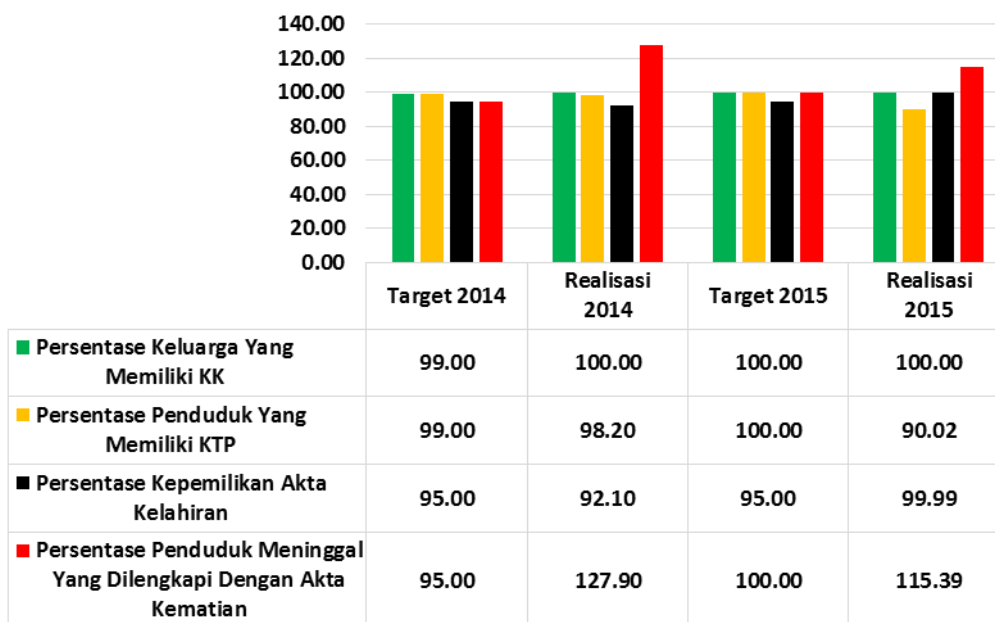 140.00
120.00
100.00
80.00
60.00
40.00
20.00
0.00
Target 2014 Realisasi 2014 Target 2015 Realisasi 2015
Persentase Keluarga Yang
Memiliki KK 99.00 100.00 100.00 100.00
Persentase Penduduk Yang
Memiliki KTP 99.00 98.20 100.00 90.02
Persentase Kepemilikan Akta
Kelahiran 95.00 92.10 95.00 99.99
Persentase Penduduk Meninggal
Yang Dilengkapi Dengan Akta
Kematian 95.00 127.90 100.00 115.39